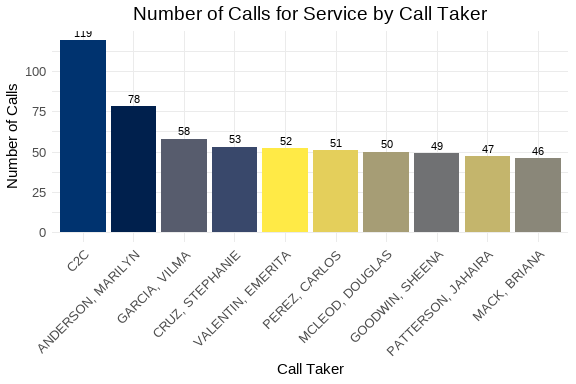 Number of Calls for Service by Call Taker
Number of Calls
100
75
50
25
0
119
78
58
53
52
51
50
49
47
46
C2C
ANDERSON, MARILYN
GARCIA, VILMA
CRUZ, STEPHANIE
VALENTIN, EMERITA
PEREZ, CARLOS
MCLEOD, DOUGLAS
GOODWIN, SHEENA
PATTERSON, JAHAIRA
MACK, BRIANA
Call Taker